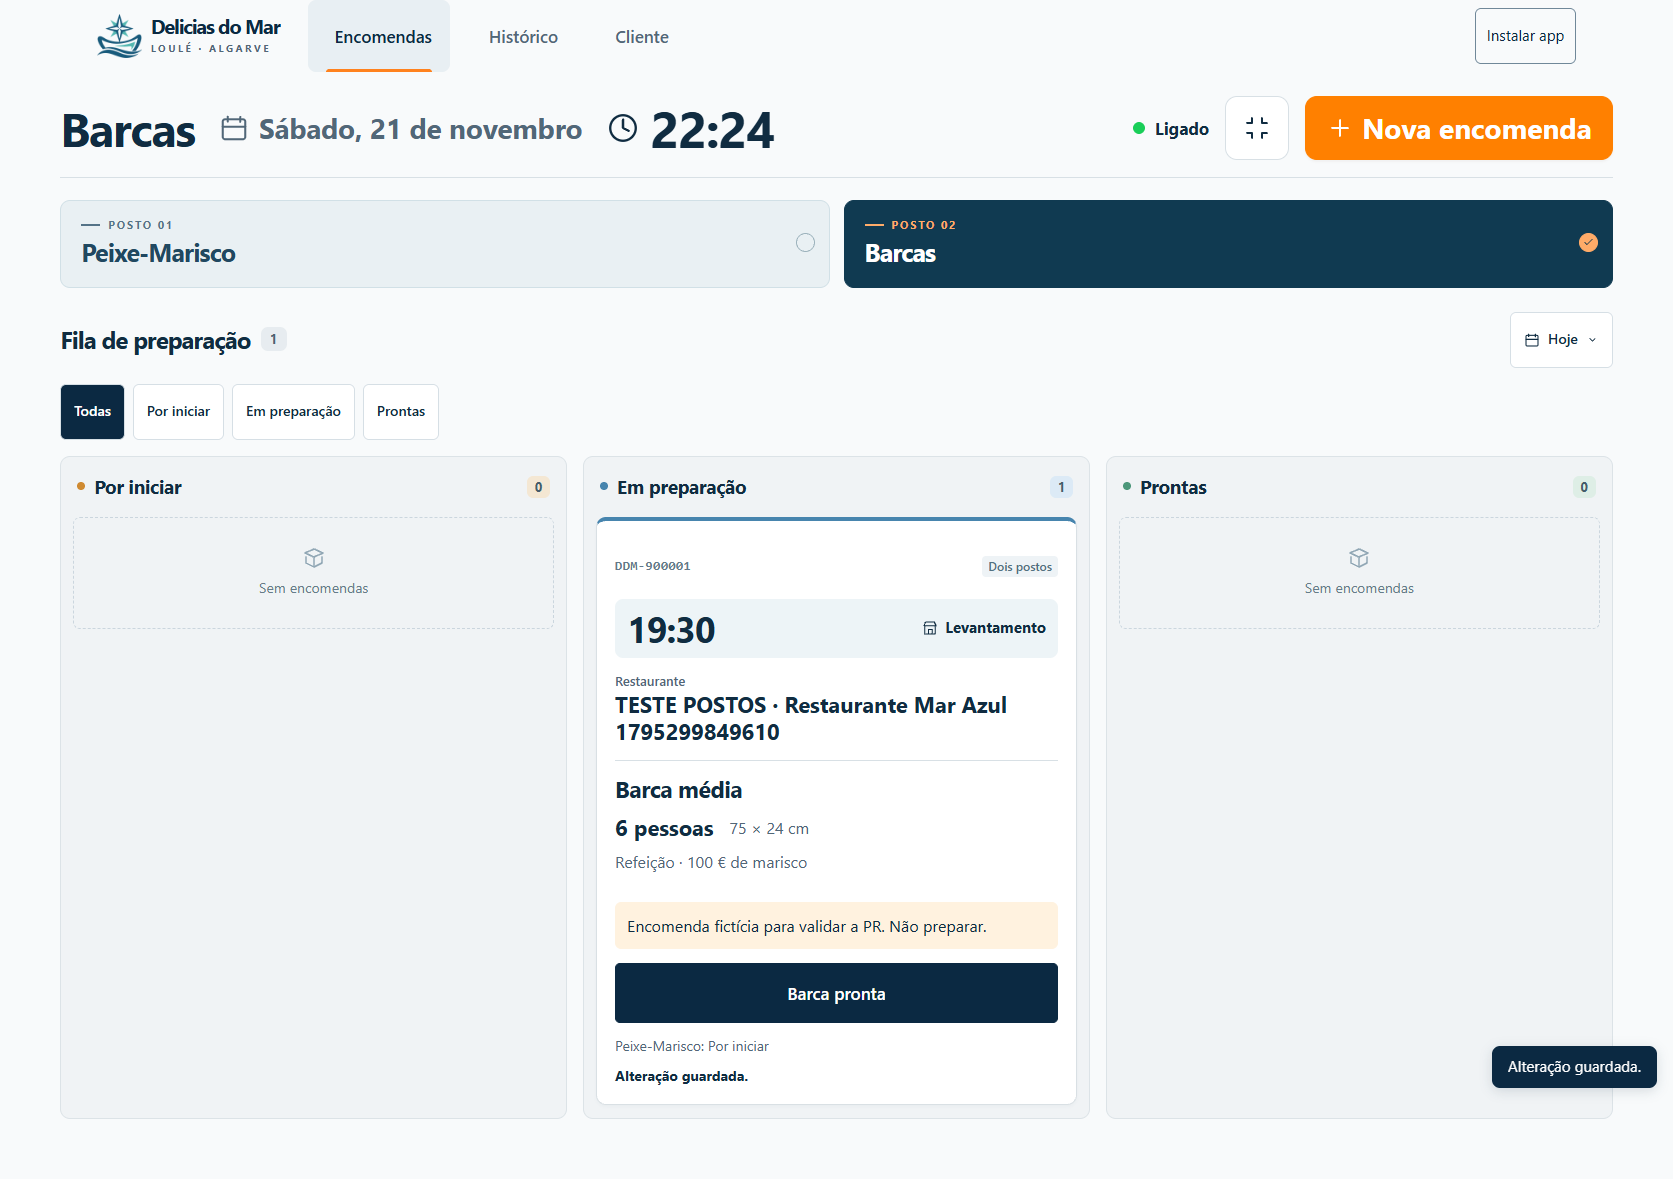 Delicias do Mar
LOULÉ · ALGARVE
Encomendas
Histórico
Cliente
Instalar app
Barcas
Sábado, 21 de novembro
22:24
Ligado
+ Nova encomenda
POSTO 01
Peixe-Marisco
POSTO 02
Barcas
Fila de preparação 1
Hoje
Todas
Por iniciar
Em preparação
Prontas
Por iniciar 0
Sem encomendas
Em preparação 1
DDM-900001
Dois postos
19:30
Levantamento
Restaurante
TESTE POSTOS · Restaurante Mar Azul
1795299849610
Barca média
6 pessoas 75 × 24 cm
Refeição · 100 € de marisco
Encomenda fictícia para validar a PR. Não preparar.
Barca pronta
Peixe-Marisco: Por iniciar
Alteração guardada.
Prontas 0
Sem encomendas
Alteração guardada.